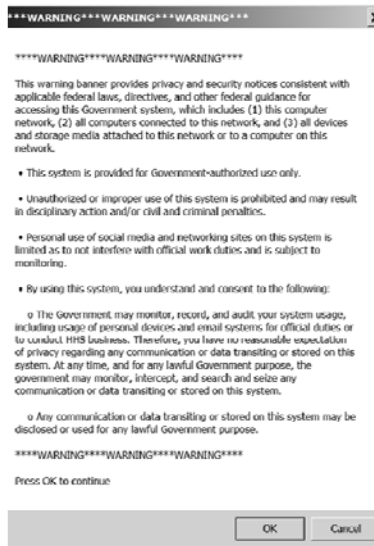 ***WARNING***WARNING***WARNING***
****WARNING****WARNING****WARNING****
This warning banner provides privacy and security notices consistent with
applicable federal laws, directives, and other federal guidance for
accessing this Government system, which includes (1) this computer
network, (2) all computers connected to this network, and (3) all devices
and storage media attached to this network or to a computer on this
network.
• This system is provided for Government-authorized use only.
• Unauthorized or improper use of this system is prohibited and may result
in disciplinary action and/or civil and criminal penalties.
• Personal use of social media and networking sites on this system is
limited as to not interfere with official work duties and is subject to
monitoring.
• By using this system, you understand and consent to the following:
o The Government may monitor, record, and audit your system usage,
including usage of personal devices and email systems for official duties or
to conduct HHS business. Therefore, you have no reasonable expectation
of privacy regarding any communication or data transiting or stored on this
system. At any time, and for any lawful Government purpose, the
government may monitor, intercept, and search and seize any
communication or data transiting or stored on this system.
o Any communication or data transiting or stored on this system may be
disclosed or used for any lawful Government purpose.
****WARNING****WARNING****WARNING****
Press OK to continue
OK Cancel